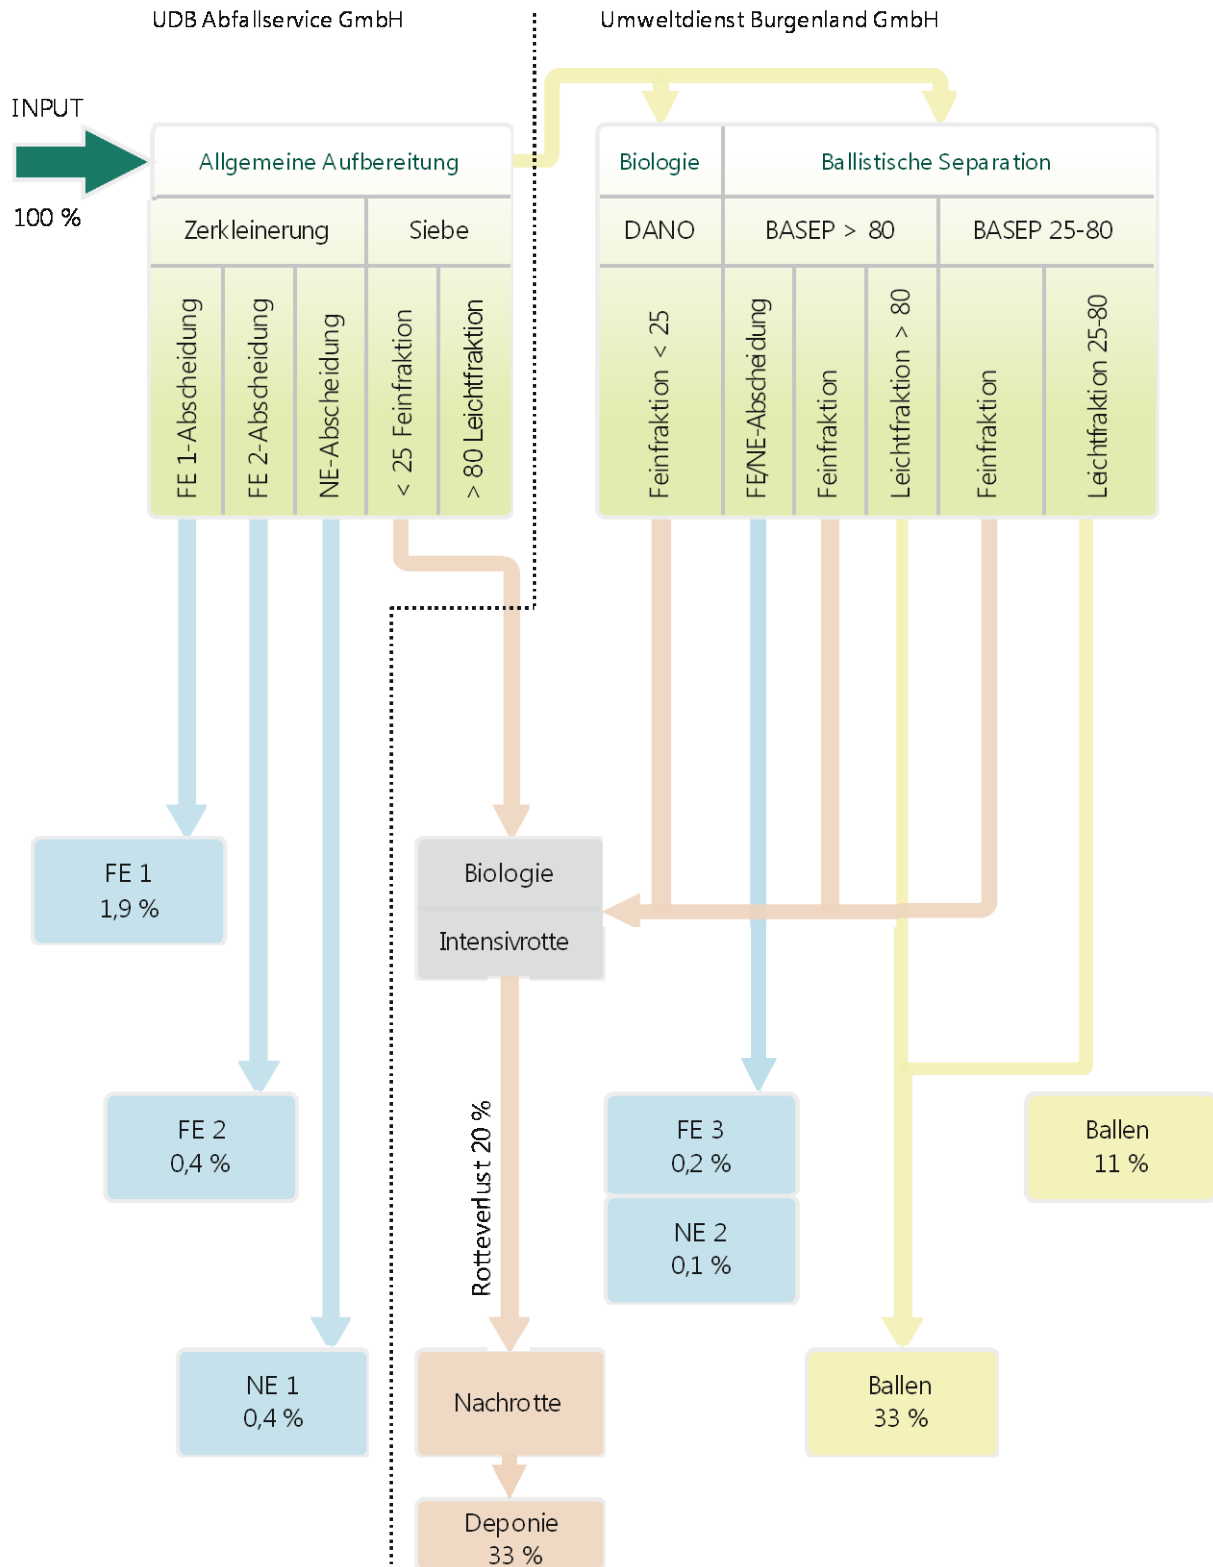 UDB Abfallservice GmbH
Umweltdienst Burgenland GmbH
INPUT
100 %
Allgemeine Aufbereitung
Zerkleinerung
Siebe
FE 1-Abscheidung
FE 2-Abscheidung
NE-Abscheidung
< 25 Feinfraktion
> 80 Leichtfraktion
Biologie
Ballistische Separation
DANO
BASEP > 80
BASEP 25-80
Feinfraktion < 25
FE/NE-Abscheidung
Feinfraktion
Leichtfraktion > 80
Feinfraktion
Leichtfraktion 25-80
FE 1
1,9 %
Biologie
Intensivrotte
FE 2
0,4 %
Rotteverlust 20 %
FE 3
0,2 %
NE 2
0,1 %
Ballen
11 %
NE 1
0,4 %
Nachrotte
Ballen
33 %
Deponie
33 %